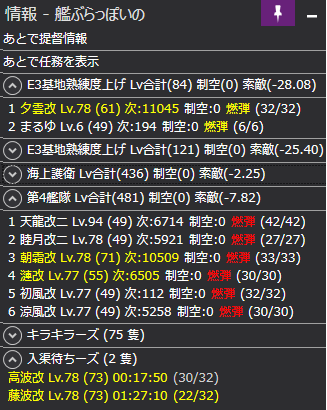 情報 - 艦ぶらっぽいの
あとで提督情報
あとで任務を表示
E3基地熟練度上げ Lv合計(84) 制空(0) 索敵(-28.08)
1 夕雲改 Lv.78 (61) 次:11045 制空:0 燃弾 (32/32)
2 まるゆ Lv.6 (49) 次:194 制空:0 燃弾 (6/6)
E3基地熟練度上げ Lv合計(121) 制空(0) 索敵(-25.40)
海上護衛 Lv合計(436) 制空(0) 索敵(-2.25)
第4艦隊 Lv合計(481) 制空(0) 索敵(-7.82)
1 天龍改二 Lv.94 (49) 次:6714 制空:0 燃弾 (42/42)
2 睦月改二 Lv.78 (49) 次:5921 制空:0 燃弾 (27/27)
3 朝霜改 Lv.78 (71) 次:10509 制空:0 燃弾 (33/33)
4 漣改 Lv.77 (55) 次:6505 制空:0 燃弾 (30/30)
5 初風改 Lv.77 (49) 次:112 制空:0 燃弾 (32/32)
6 涼風改 Lv.77 (49) 次:5258 制空:0 燃弾 (30/30)
キラキラーズ (75 隻)
入渠待ちーズ (2 隻)
高波改 Lv.78 (73) 00:17:50 (30/32)
藤波改 Lv.78 (73) 01:27:10 (22/32)